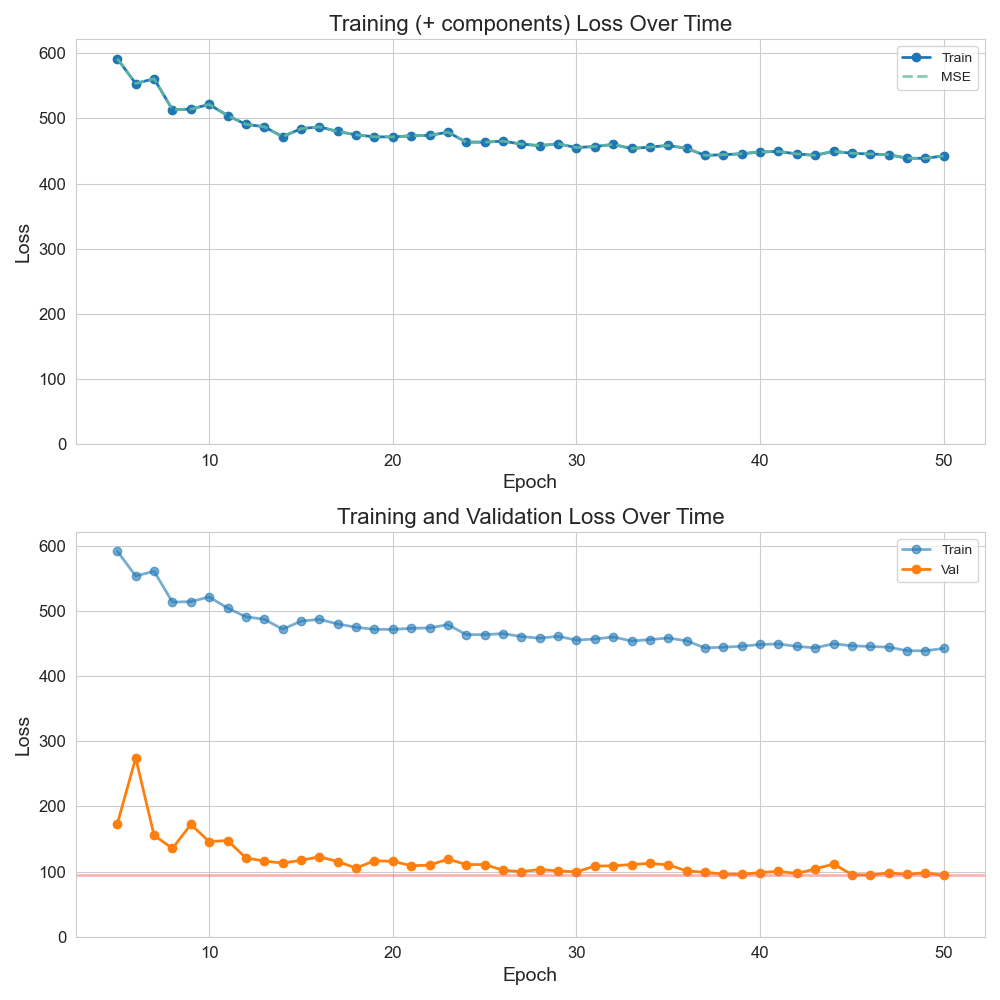 Training (+ components) Loss Over Time
Train
MSE
600
500
400
300
200
100
0
Loss
10 20 30 40 50
Epoch
Training and Validation Loss Over Time
Train
Val
600
500
400
300
200
100
0
Loss
10 20 30 40 50
Epoch